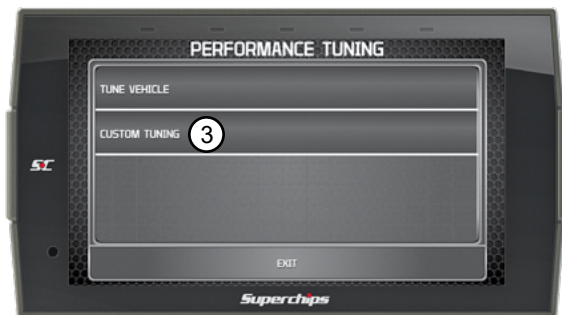 PERFORMANCE TUNING
TUNE VEHICLE
CUSTOM TUNING 3
SC
EXIT
Superchips